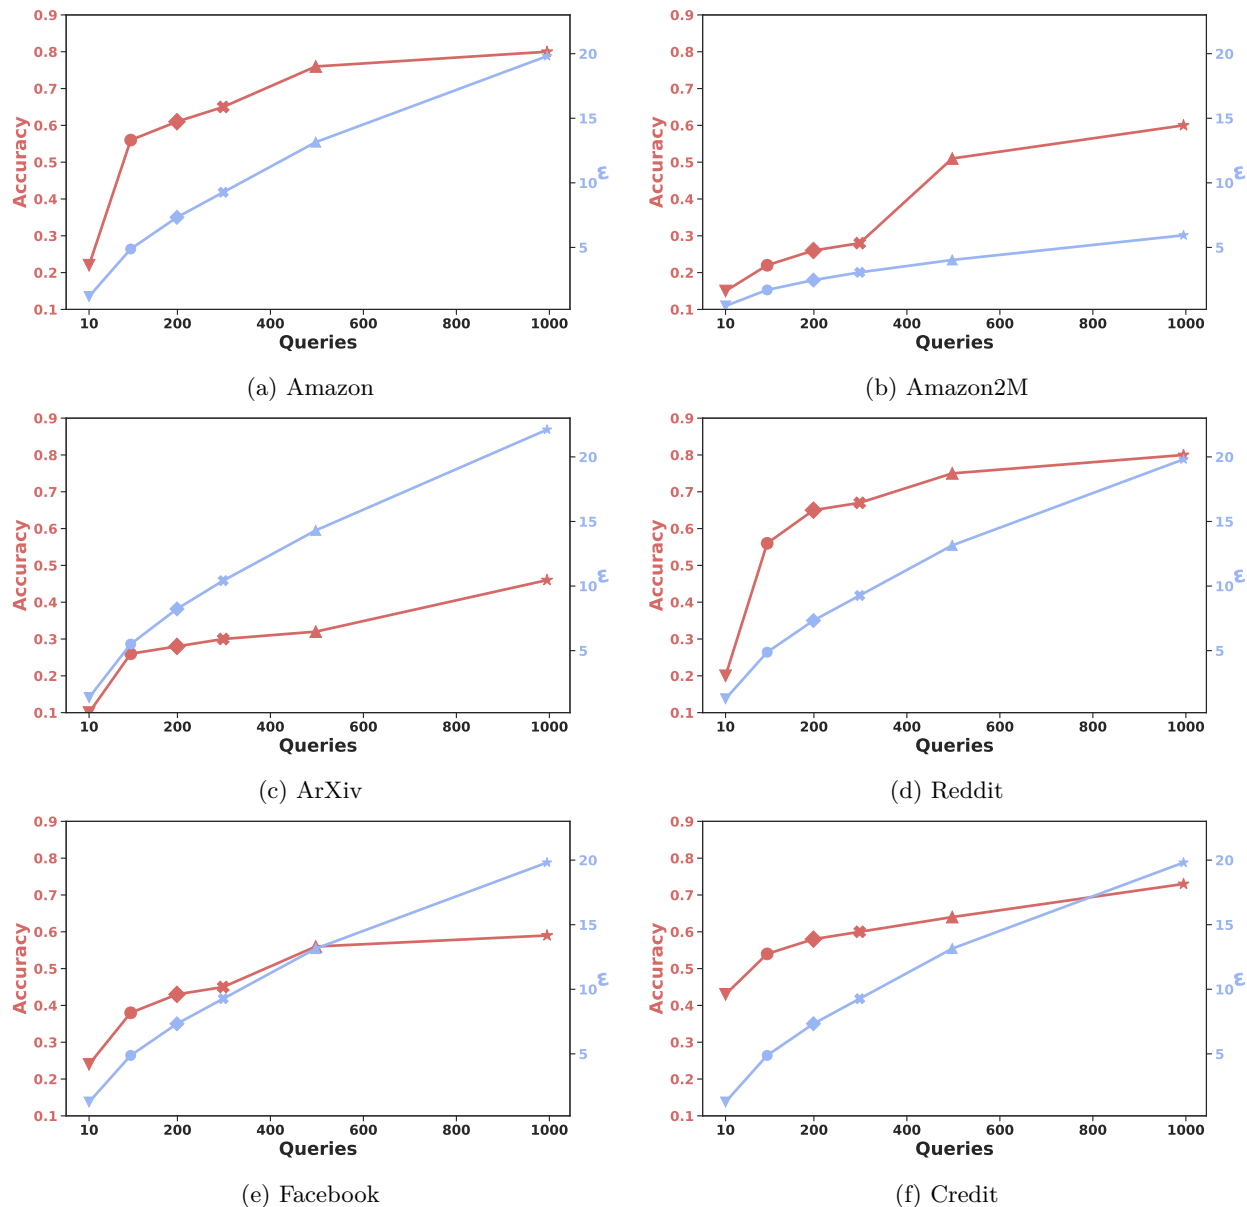 0.9
0.8
0.7
0.6
0.5
0.4
0.3
0.2
0.1
Accuracy
20
15
10
5
ε
10 200 400 600 800 1000
Queries
(a) Amazon
0.9
0.8
0.7
0.6
0.5
0.4
0.3
0.2
0.1
Accuracy
20
15
10
5
ε
10 200 400 600 800 1000
Queries
(b) Amazon2M
0.9
0.8
0.7
0.6
0.5
0.4
0.3
0.2
0.1
Accuracy
20
15
10
5
ε
10 200 400 600 800 1000
Queries
(c) ArXiv
0.9
0.8
0.7
0.6
0.5
0.4
0.3
0.2
0.1
Accuracy
20
15
10
5
ε
10 200 400 600 800 1000
Queries
(d) Reddit
0.9
0.8
0.7
0.6
0.5
0.4
0.3
0.2
0.1
Accuracy
20
15
10
5
ε
10 200 400 600 800 1000
Queries
(e) Facebook
0.9
0.8
0.7
0.6
0.5
0.4
0.3
0.2
0.1
Accuracy
20
15
10
5
ε
10 200 400 600 800 1000
Queries
(f) Credit